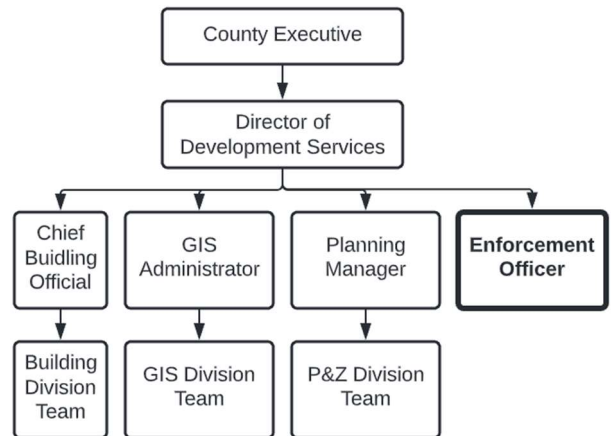 County Executive
Director of
Development Services
Chief
Buidling
Official
GIS
Administrator
Planning
Manager
Enforcement
Officer
Building
Division
Team
GIS Division
Team
P&Z Division
Team